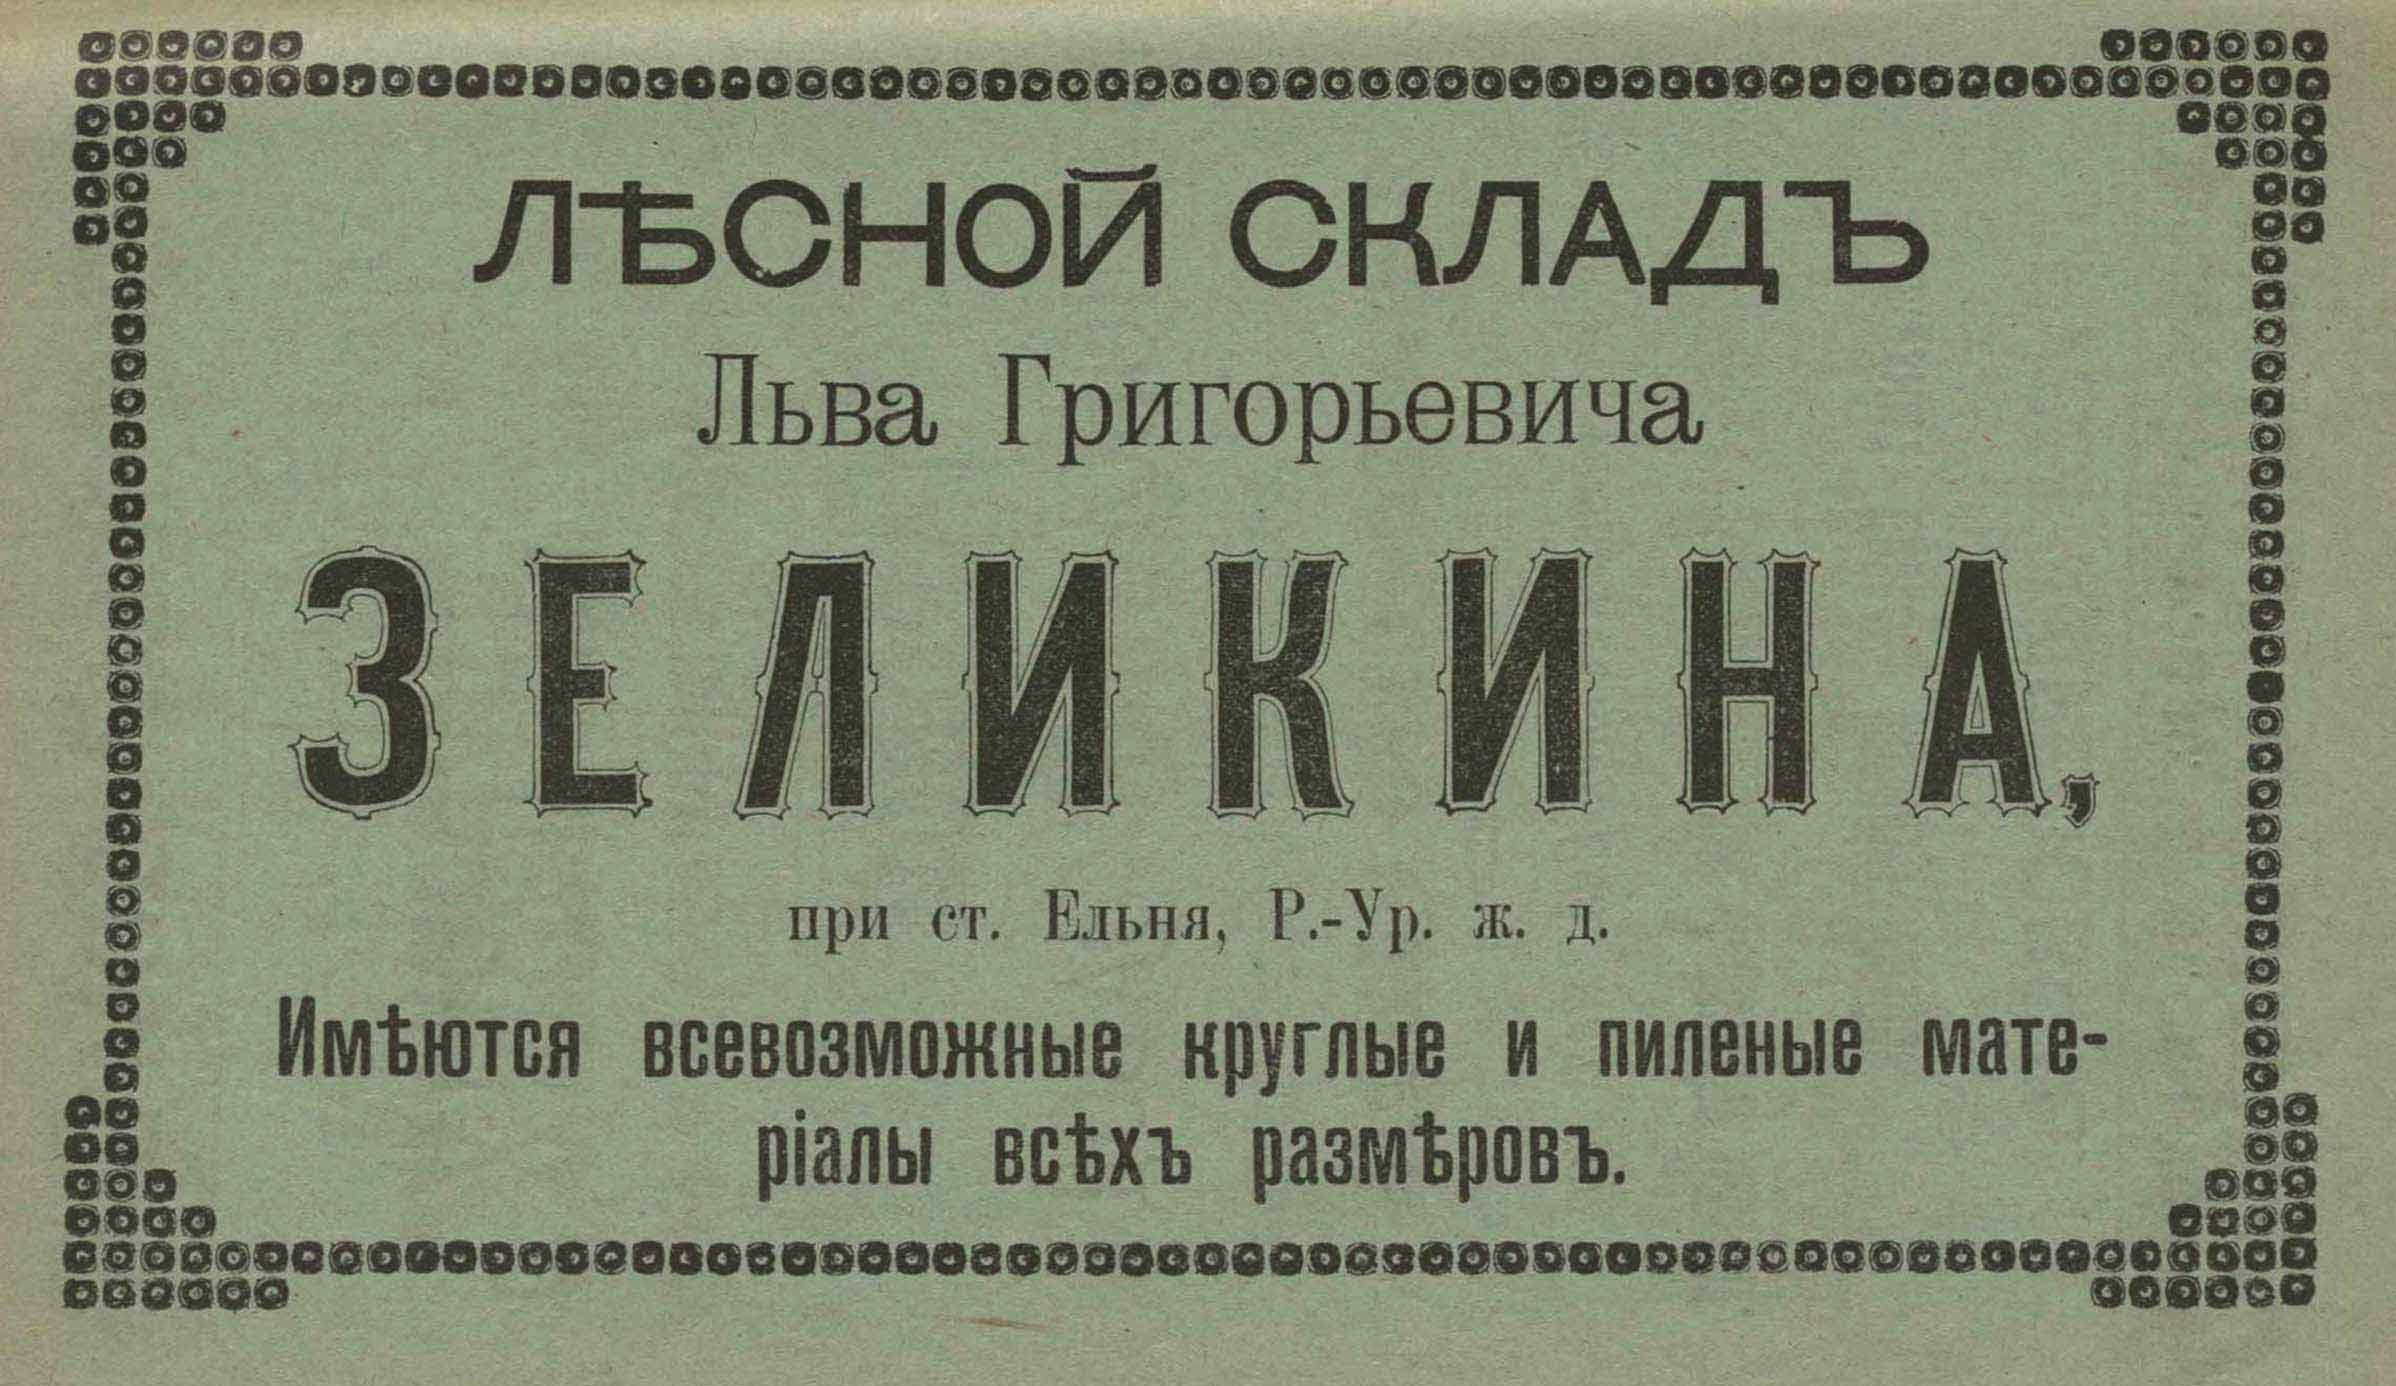 ЛѢСНОЙ СКЛАДЪ
Льва Григорьевича
ЗЕЛИКИНА,
при ст. Ельня, Р.-Ур. ж. д.
Имѣются всевозможные круглые и пиленые мате-
ріалы всѣхъ размѣровъ.